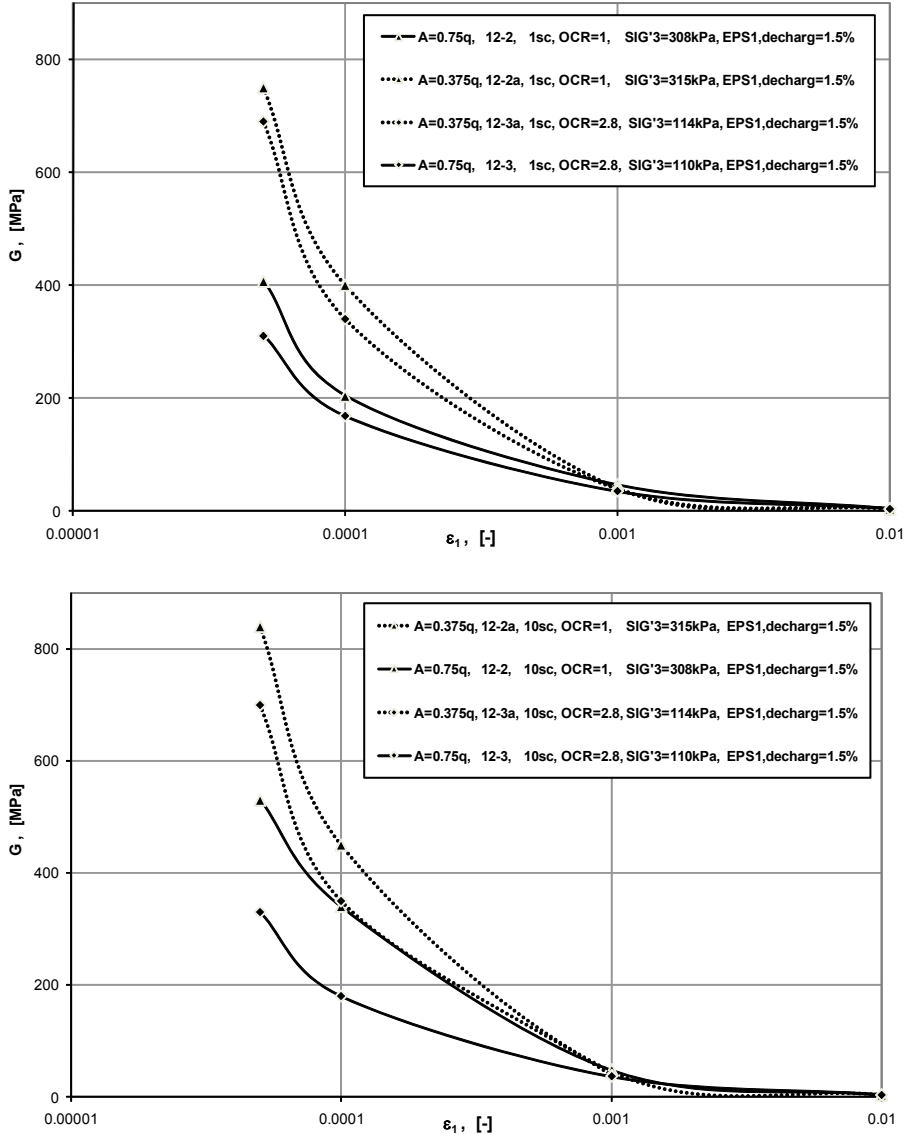 A=0.75q, 12-2, 1sc, OCR=1, SIG'3=308kPa, EPS1,decharg=1.5%
A=0.375q, 12-2a, 1sc, OCR=1, SIG'3=315kPa, EPS1,decharg=1.5%
A=0.375q, 12-3a, 1sc, OCR=2.8, SIG'3=114kPa, EPS1,decharg=1.5%
A=0.75q, 12-3, 1sc, OCR=2.8, SIG'3=110kPa, EPS1,decharg=1.5%
800
600
400
200
0
G , [MPa]
0.00001
0.0001
0.001
0.01
ε₁ , [-]
A=0.375q, 12-2a, 10sc, OCR=1, SIG'3=315kPa, EPS1,decharg=1.5%
A=0.75q, 12-2, 10sc, OCR=1, SIG'3=308kPa, EPS1,decharg=1.5%
A=0.375q, 12-3a, 10sc, OCR=2.8, SIG'3=114kPa, EPS1,decharg=1.5%
A=0.75q, 12-3, 10sc, OCR=2.8, SIG'3=110kPa, EPS1,decharg=1.5%
800
600
400
200
0
G , [MPa]
0.00001
0.0001
0.001
0.01
ε₁ , [-]